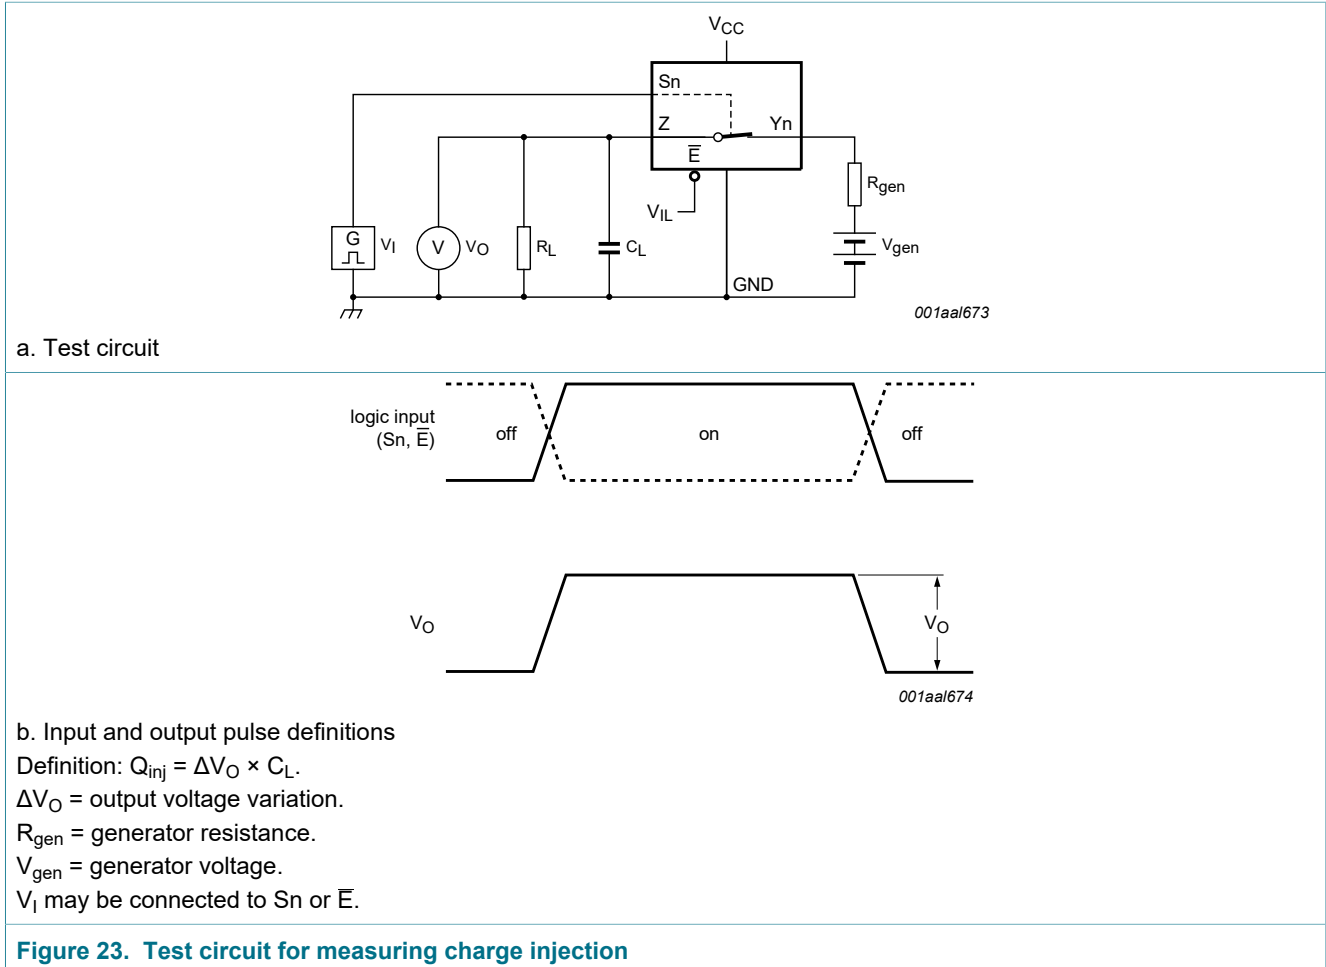 VCC
Sn
Z
Yn
E̅
Rgen
VIL
G
VI
V
VO
RL
CL
Vgen
GND
001aal673
a. Test circuit
logic input
(Sn, E̅)
off
on
off
VO
VO
001aal674
b. Input and output pulse definitions
Definition: Qinj = ΔVO × CL.
ΔVO = output voltage variation.
Rgen = generator resistance.
Vgen = generator voltage.
VI may be connected to Sn or E̅.
Figure 23. Test circuit for measuring charge injection